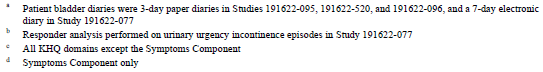 a Patient bladder diaries were 3-day paper diaries in Studies 191622-095, 191622-520, and 191622-096, and a 7-day electronic
diary in Study 191622-077
b Responder analysis performed on urinary urgency incontinence episodes in Study 191622-077
c All KHQ domains except the Symptoms Component
d Symptoms Component only